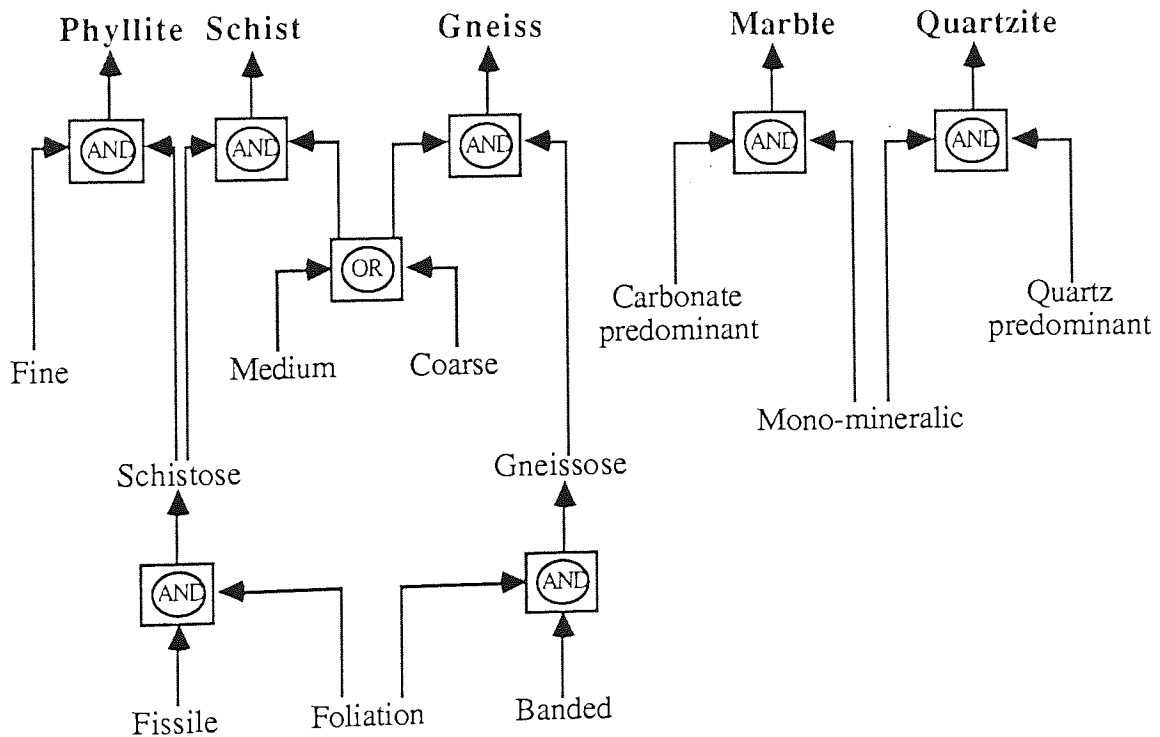 Phyllite Schist Gneiss Marble Quartzite
AND AND AND AND AND
OR
Carbonate
predominant
Quartz
predominant
Fine Medium Coarse
Mono-mineralic
Schistose Gneissose
AND AND
Fissile Foliation Banded